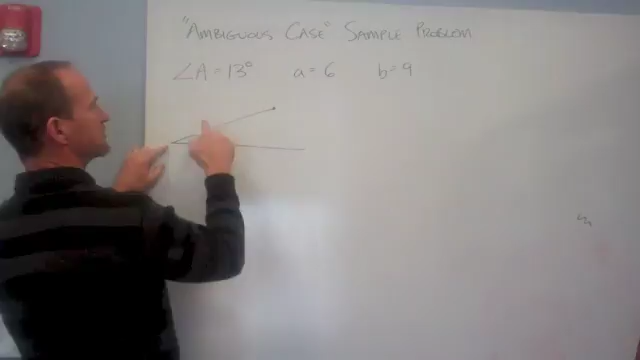 "AMBIGUOUS CASE" SAMPLE PROBLEM
∠A = 13° a = 6 b = 9